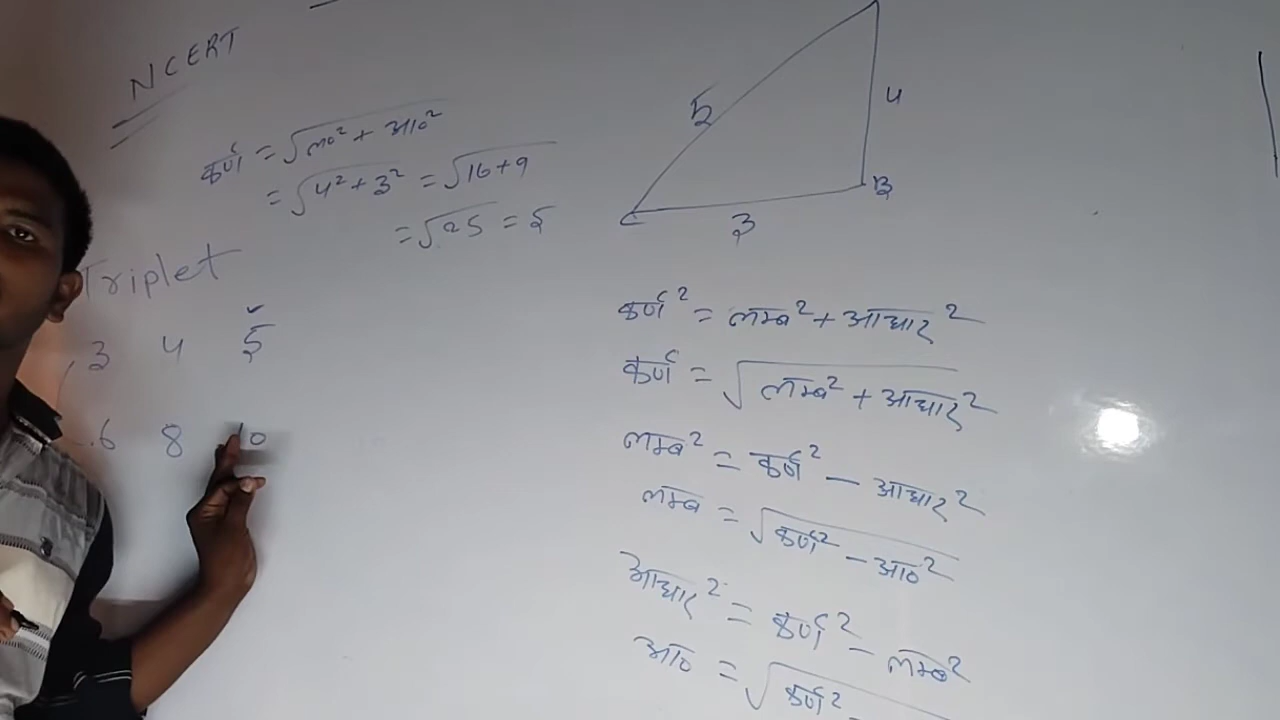 NCERT
कर्ण = √ल०² + आ०²
= √4² + 3² = √16+9
= √25 = 5
Triplet
3 4 5
6 8 10
5
4
B
C
3
कर्ण² = लम्ब² + आधार²
कर्ण = √लम्ब² + आधार²
लम्ब² = कर्ण² - आधार²
लम्ब = √कर्ण² - आ०²
आधार² = कर्ण² - लम्ब²
आ० = √कर्ण² -